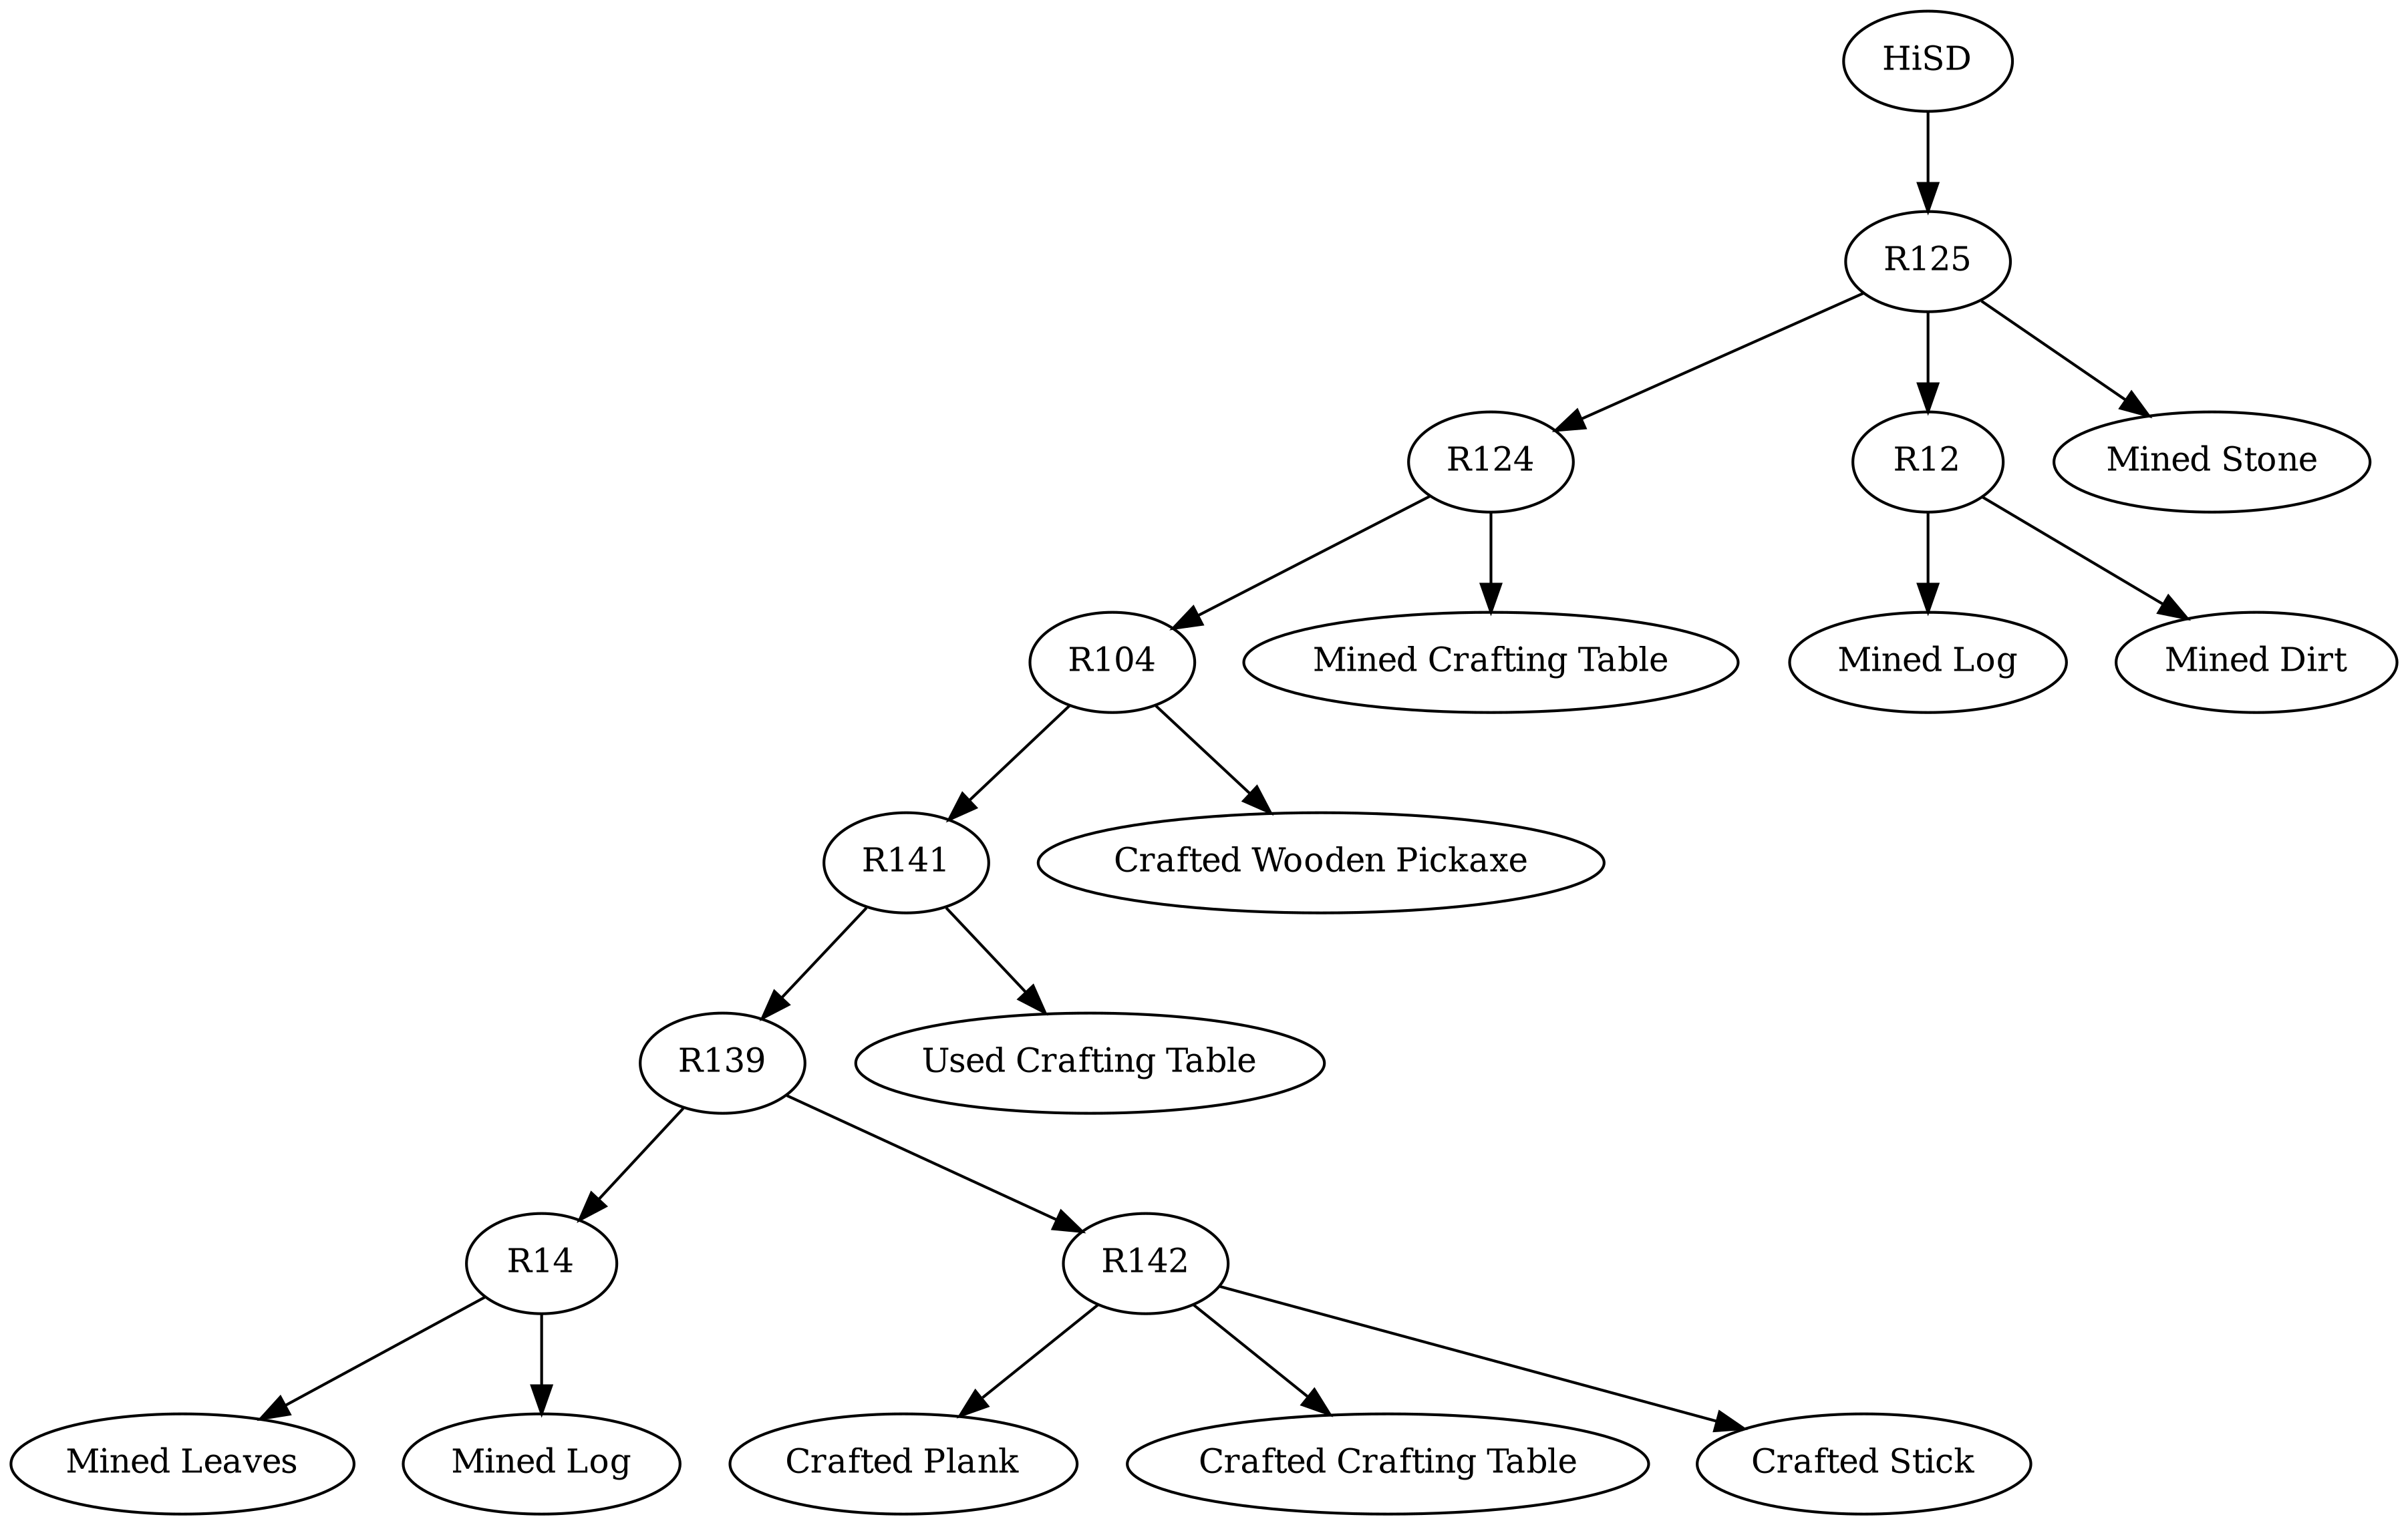 HiSD
R125
R124
R12
Mined Stone
R104
Mined Crafting Table
Mined Log
Mined Dirt
R141
Crafted Wooden Pickaxe
R139
Used Crafting Table
R14
R142
Mined Leaves
Mined Log
Crafted Plank
Crafted Crafting Table
Crafted Stick